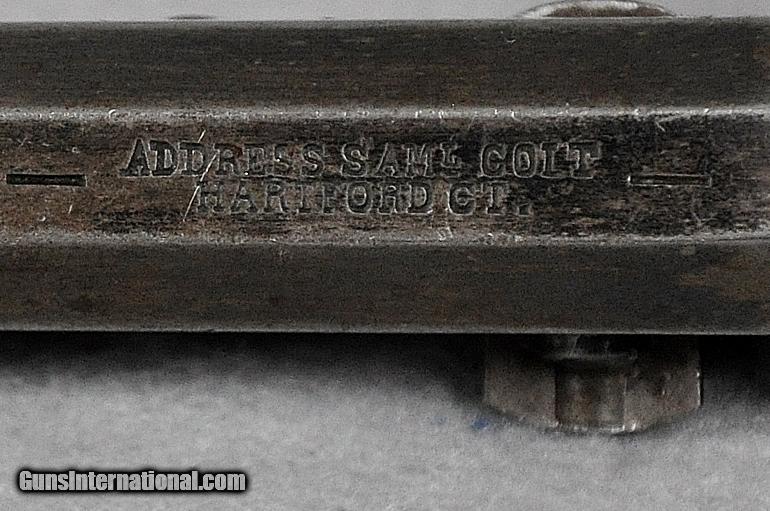 — ADDRESS SAML COLT —
HARTFORD CT.
GunsInternational.com